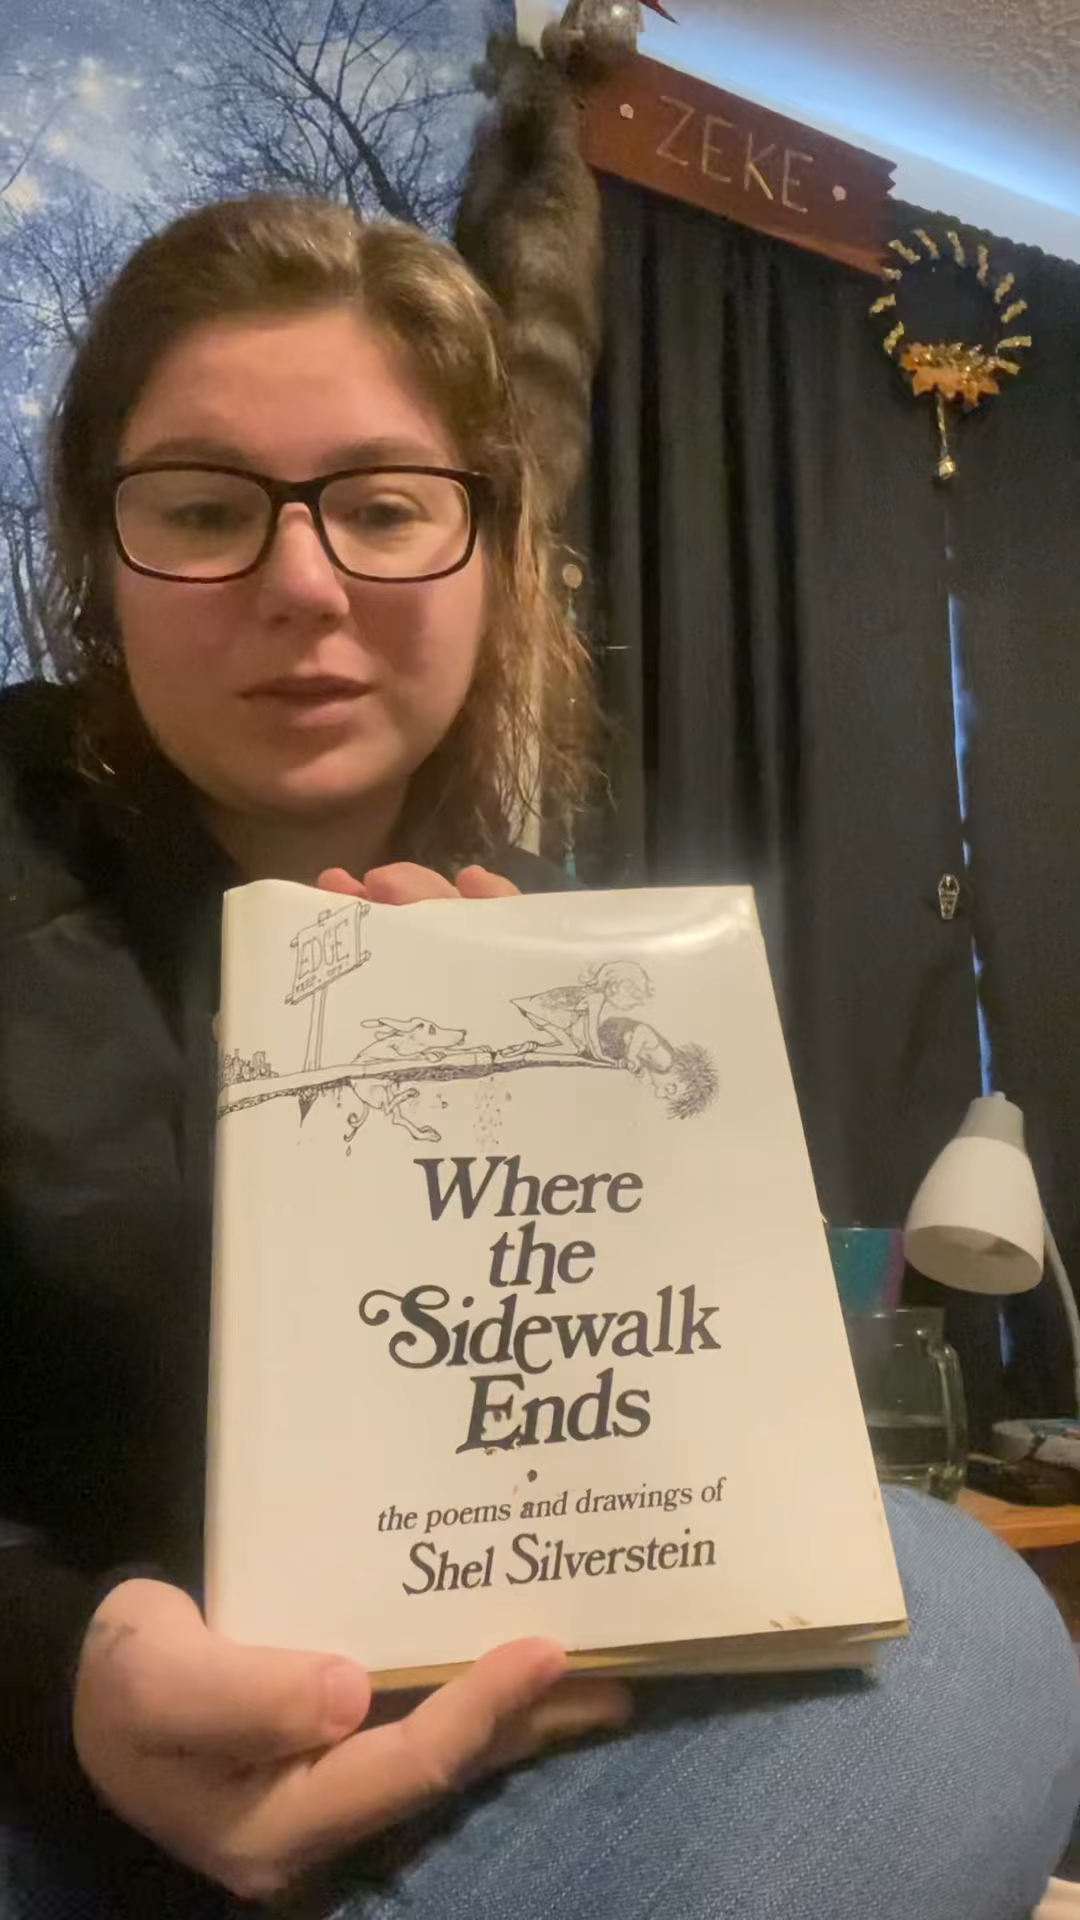 ZEKE
EDGE
Where
the
Sidewalk
Ends
the poems and drawings of
Shel Silverstein